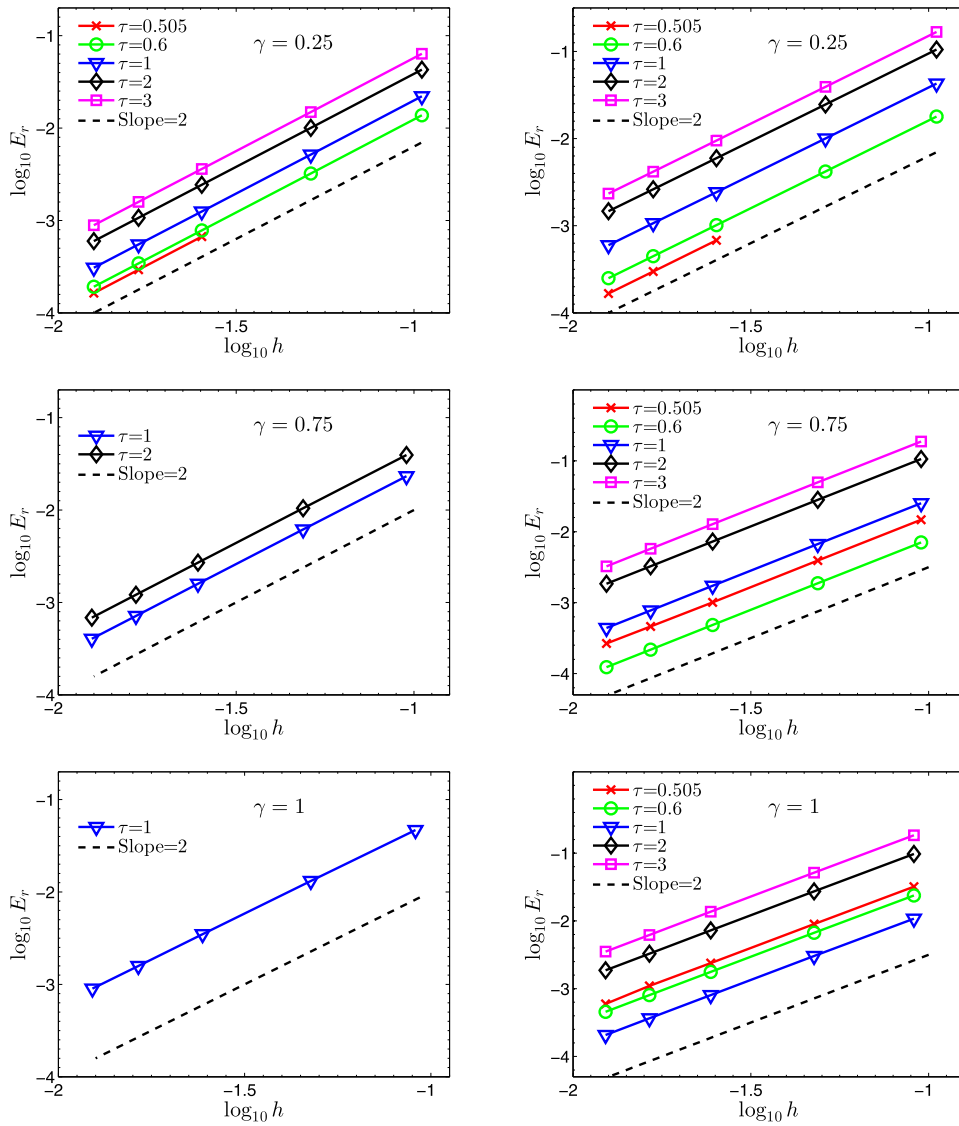 τ=0.505
τ=0.6
τ=1
τ=2
τ=3
Slope=2
γ = 0.25
−1
−2
−3
−4
log₁₀ Eᵣ
−2
−1.5
−1
log₁₀ h
τ=0.505
τ=0.6
τ=1
τ=2
τ=3
Slope=2
γ = 0.25
−1
−2
−3
−4
log₁₀ Eᵣ
−2
−1.5
−1
log₁₀ h
τ=1
τ=2
Slope=2
γ = 0.75
−1
−2
−3
−4
log₁₀ Eᵣ
−2
−1.5
−1
log₁₀ h
τ=0.505
τ=0.6
τ=1
τ=2
τ=3
Slope=2
γ = 0.75
−1
−2
−3
−4
log₁₀ Eᵣ
−2
−1.5
−1
log₁₀ h
τ=1
Slope=2
γ = 1
−1
−2
−3
−4
log₁₀ Eᵣ
−2
−1.5
−1
log₁₀ h
τ=0.505
τ=0.6
τ=1
τ=2
τ=3
Slope=2
γ = 1
−1
−2
−3
−4
log₁₀ Eᵣ
−2
−1.5
−1
log₁₀ h